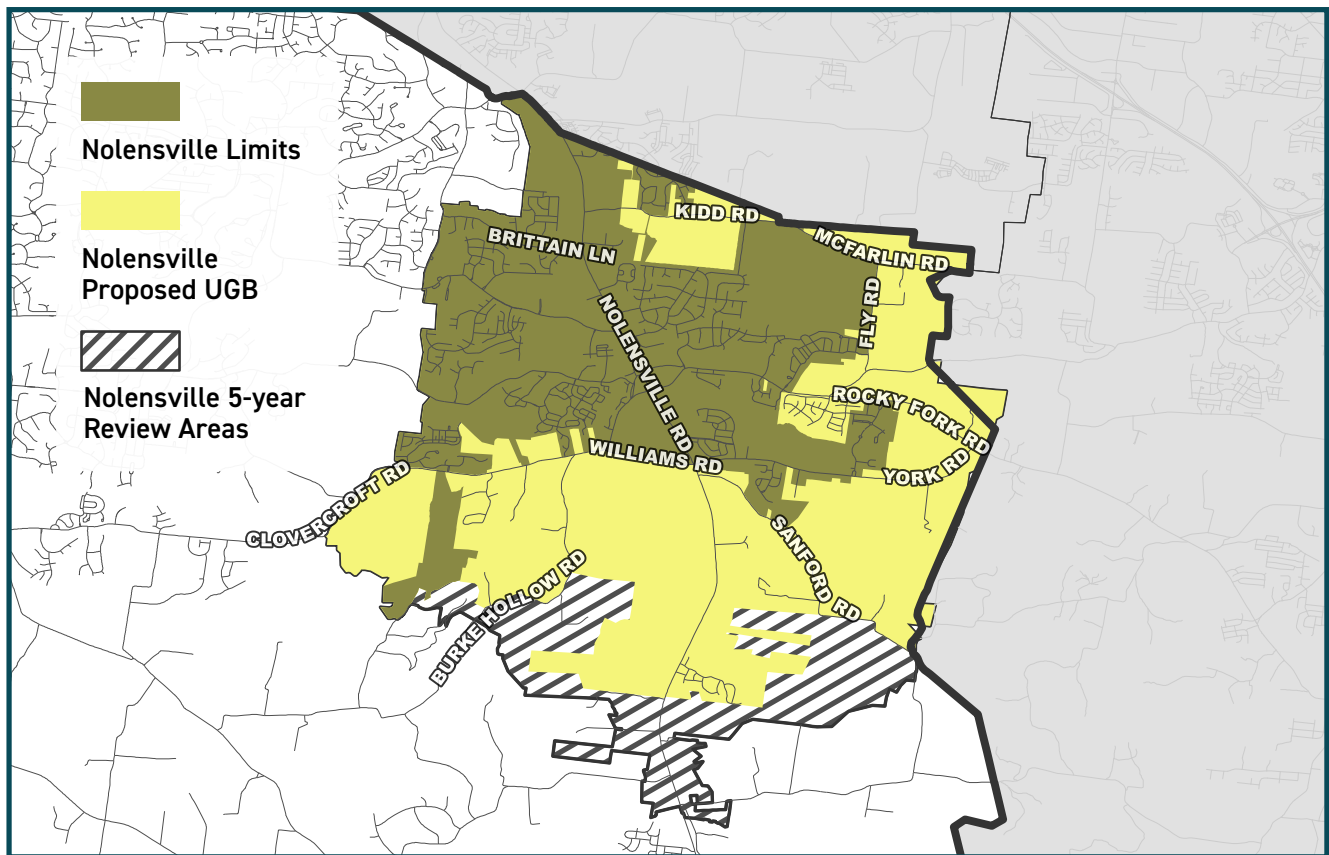 Nolensville Limits
Nolensville
Proposed UGB
Nolensville 5-year
Review Areas
KIDD RD
BRITTAIN LN
MCFARLIN RD
NOLENSVILLE RD
FLY RD
ROCKY FORK RD
WILLIAMS RD
YORK RD
CLOVERCROFT RD
SANFORD RD
BURKE HOLLOW RD